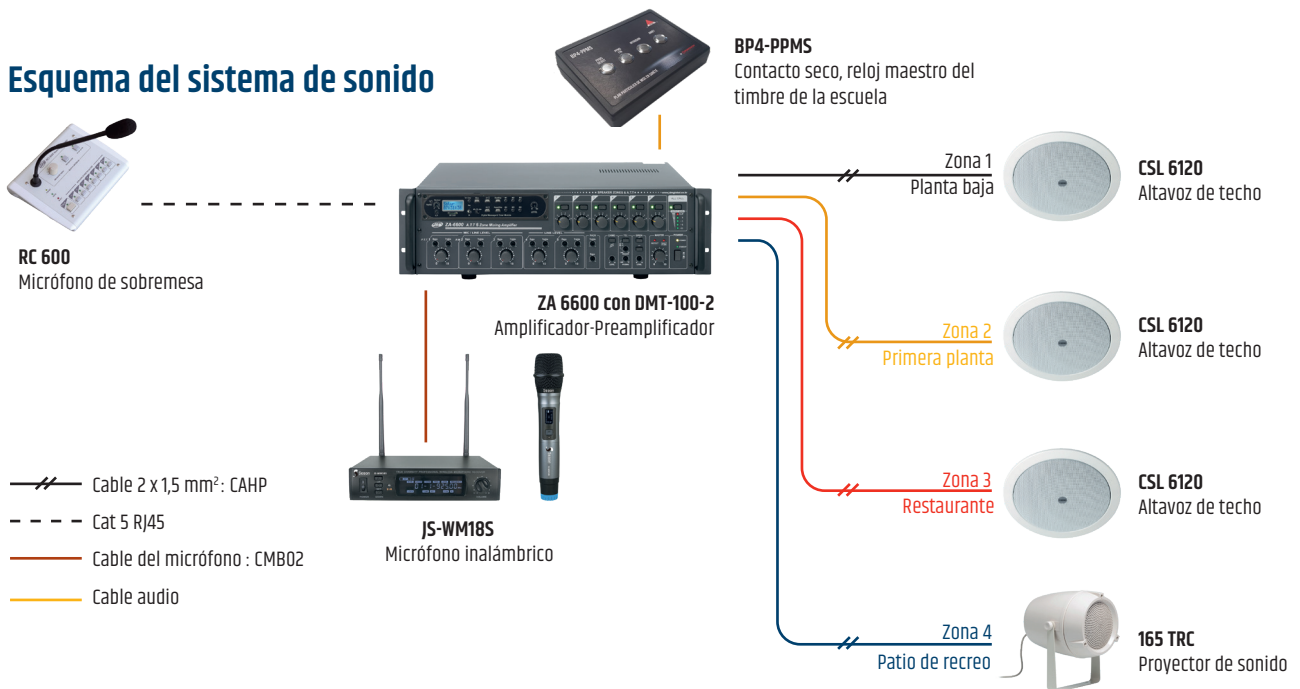 Esquema del sistema de sonido
BP4-PPMS
BP4-PPMS
Contacto seco, reloj maestro del
timbre de la escuela
RC 600
Micrófono de sobremesa
ZA-6600
ZA 6600 con DMT-100-2
Amplificador-Preamplificador
JS-WM18S
Micrófono inalámbrico
Cable 2 x 1,5 mm² : CAHP
Cat 5 RJ45
Cable del micrófono : CMB02
Cable audio
Zona 1
Planta baja
CSL 6120
Altavoz de techo
Zona 2
Primera planta
CSL 6120
Altavoz de techo
Zona 3
Restaurante
CSL 6120
Altavoz de techo
Zona 4
Patio de recreo
165 TRC
Proyector de sonido